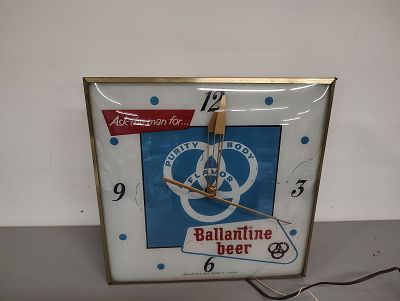 12
Ask the man for...
PURITY BODY
FLAVOR
9
3
Ballantine
beer
6